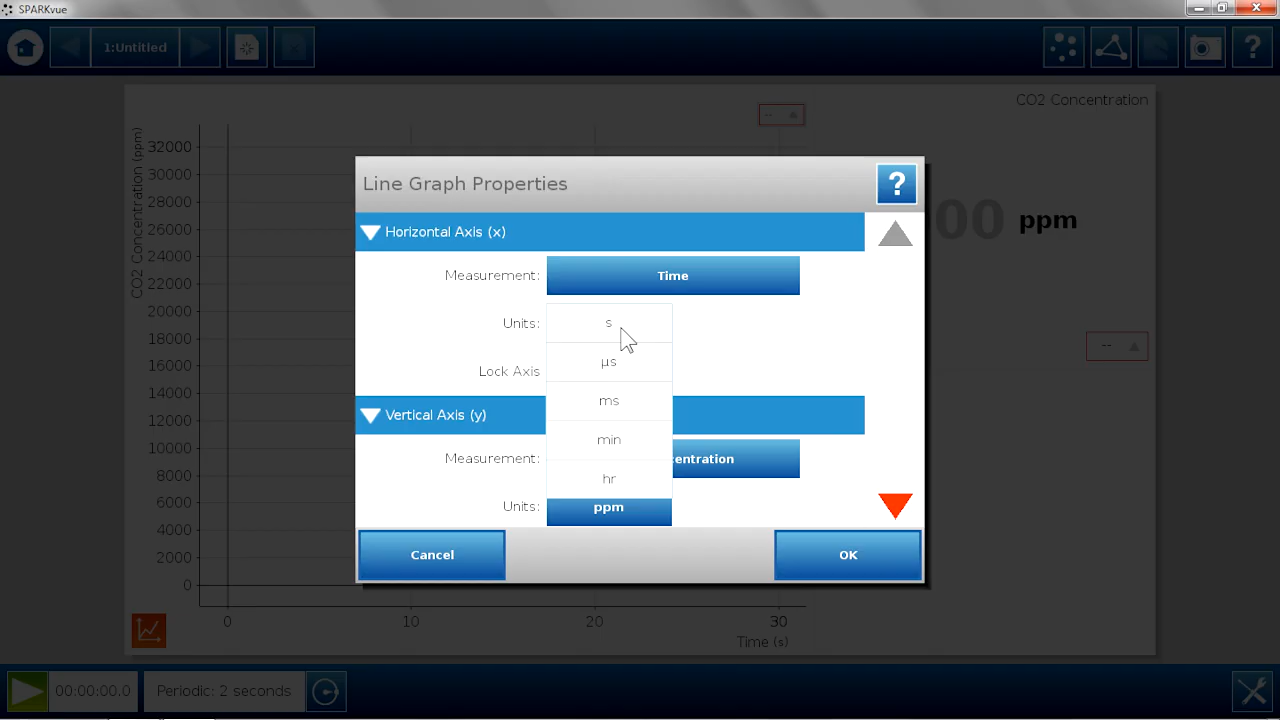 SPARKvue
1:Untitled
?
CO2 Concentration
CO2 Concentration (ppm)
--
32000
30000
28000
26000
24000
22000
20000
18000
16000
14000
12000
10000
8000
6000
4000
2000
0
0
10
20
30
Time (s)
00 ppm
--
Line Graph Properties
?
Horizontal Axis (x)
Measurement: Time
Units:
s
µs
ms
min
hr
Lock Axis
Vertical Axis (y)
Measurement: entration
Units: ppm
Cancel
OK
00:00:00.0
Periodic: 2 seconds